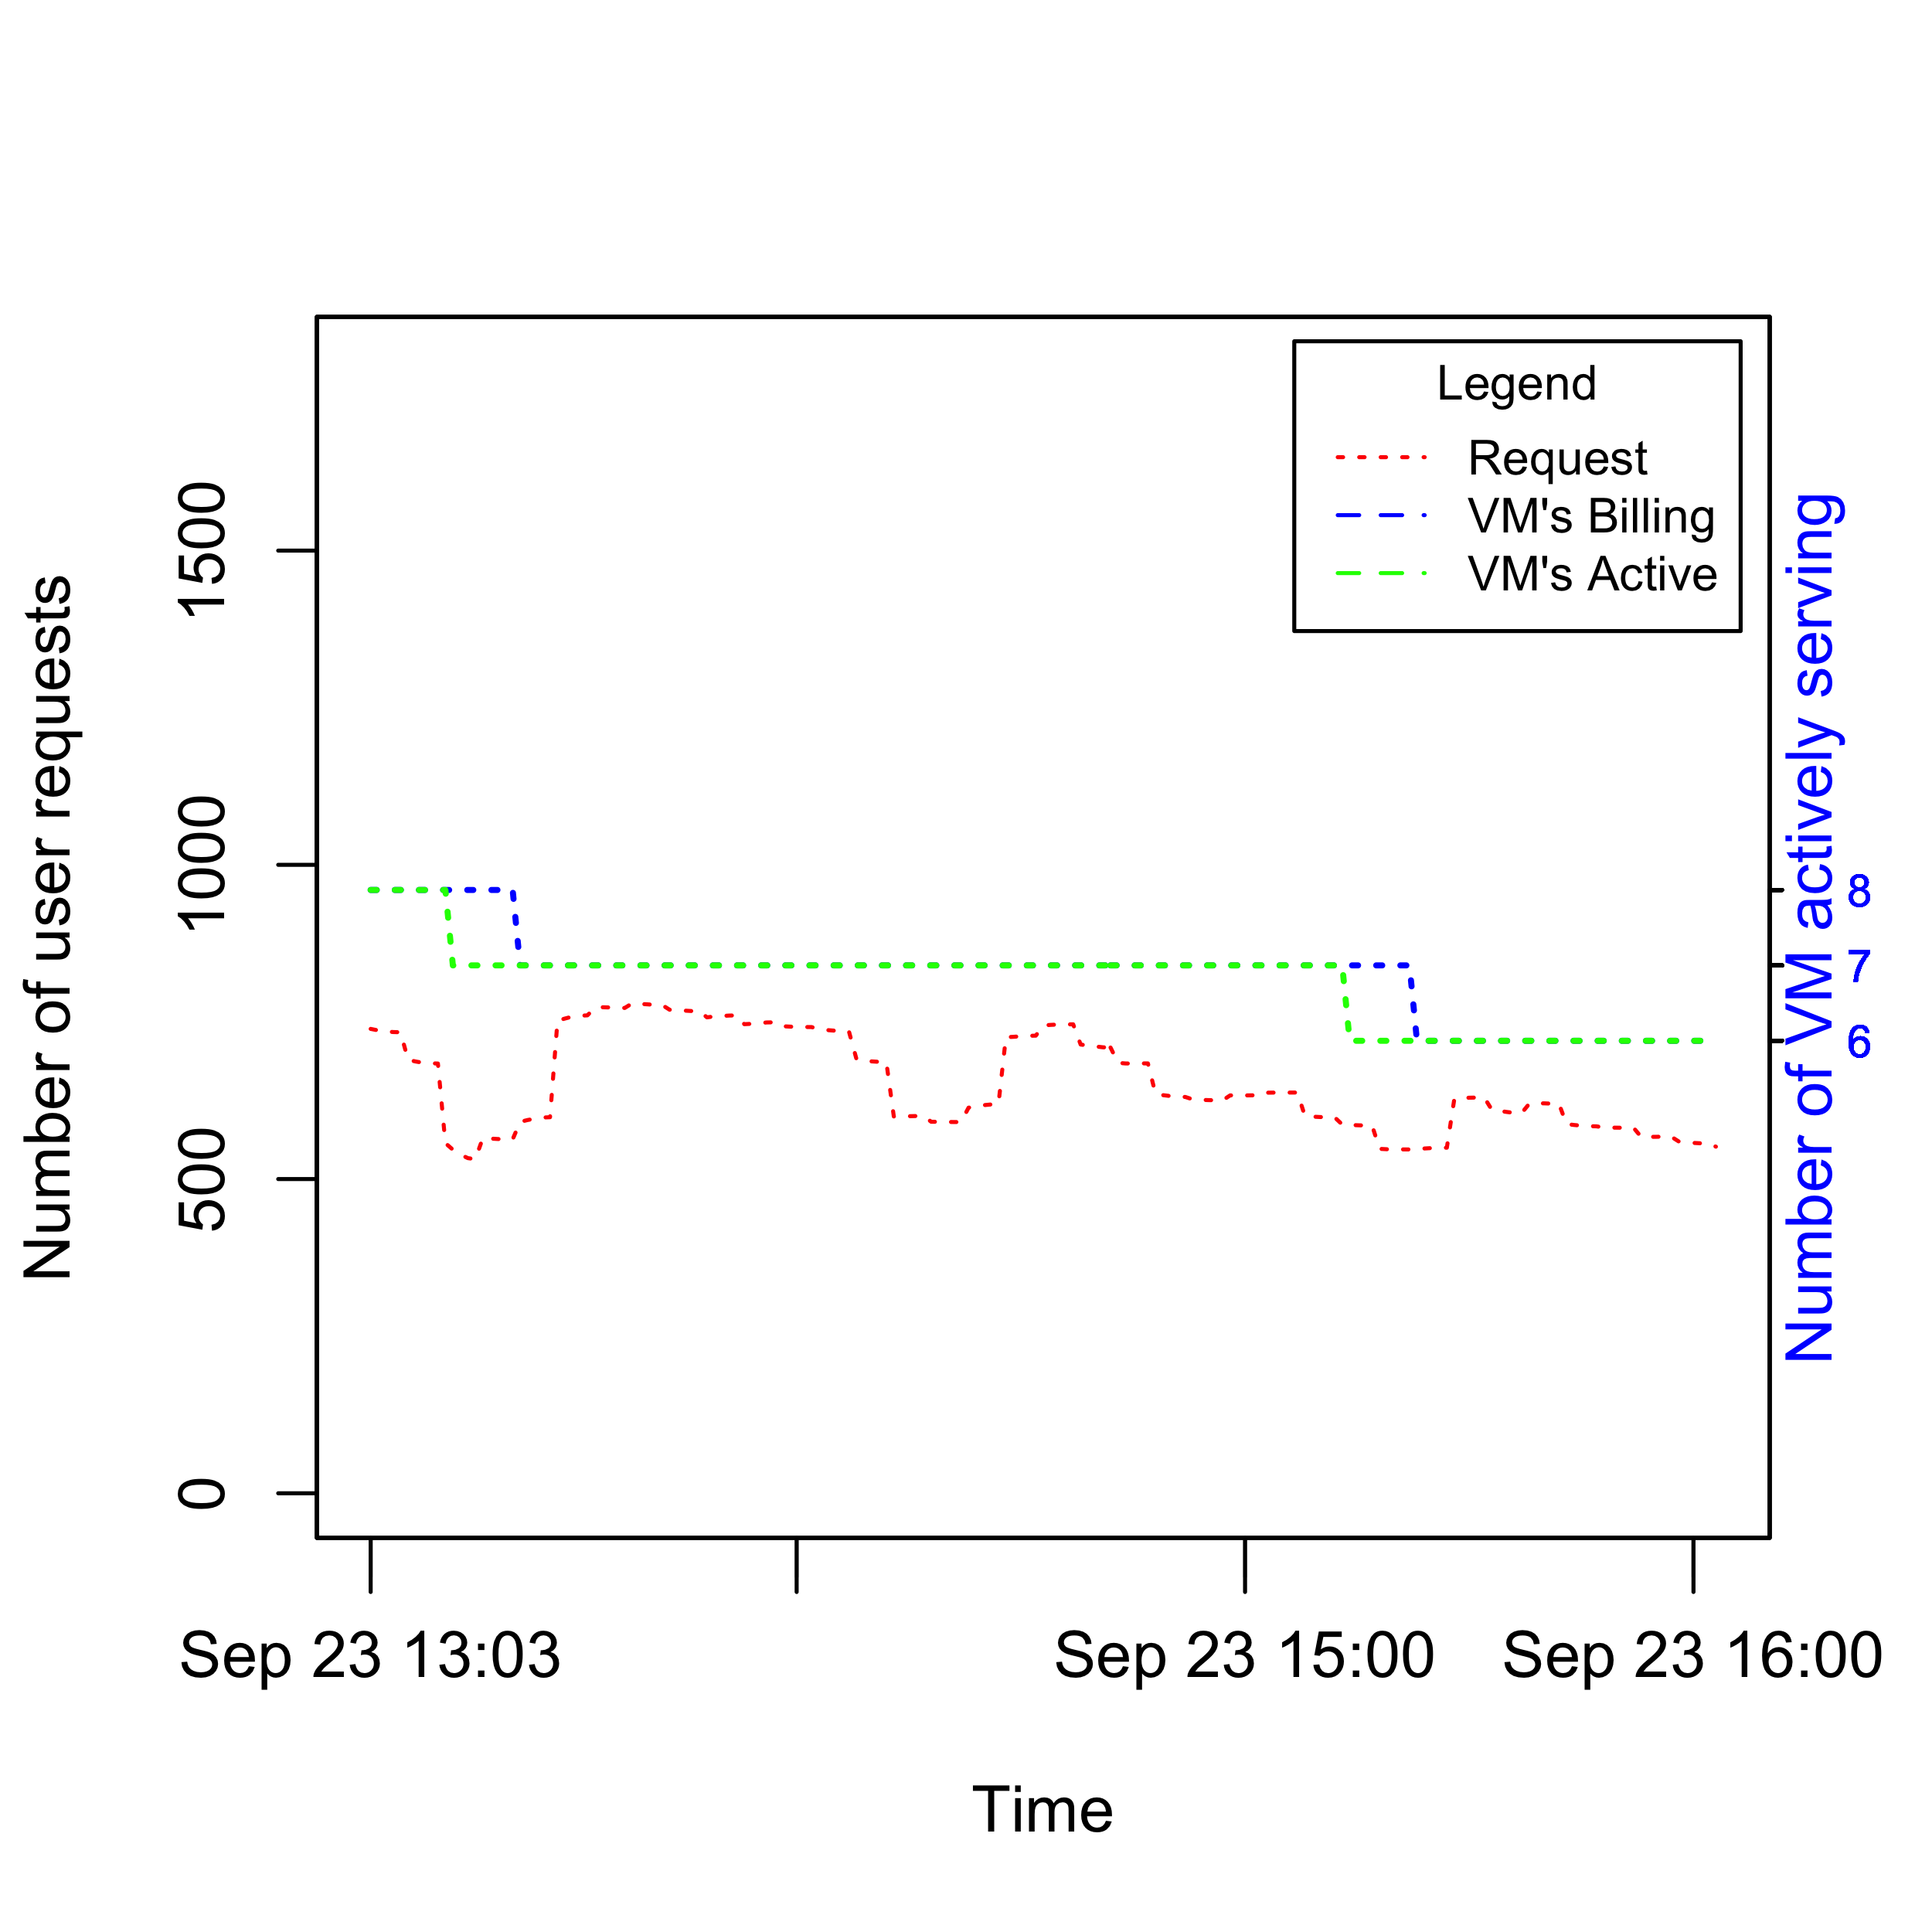 Legend
Request
VM's Billing
VM's Active
Number of user requests
1500
1000
500
0
Number of VM actively serving
8
7
6
Sep 23 13:03
Sep 23 15:00
Sep 23 16:00
Time